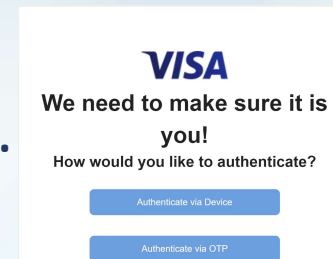 VISA
We need to make sure it is
you!
How would you like to authenticate?
Authenticate via Device
Authenticate via OTP